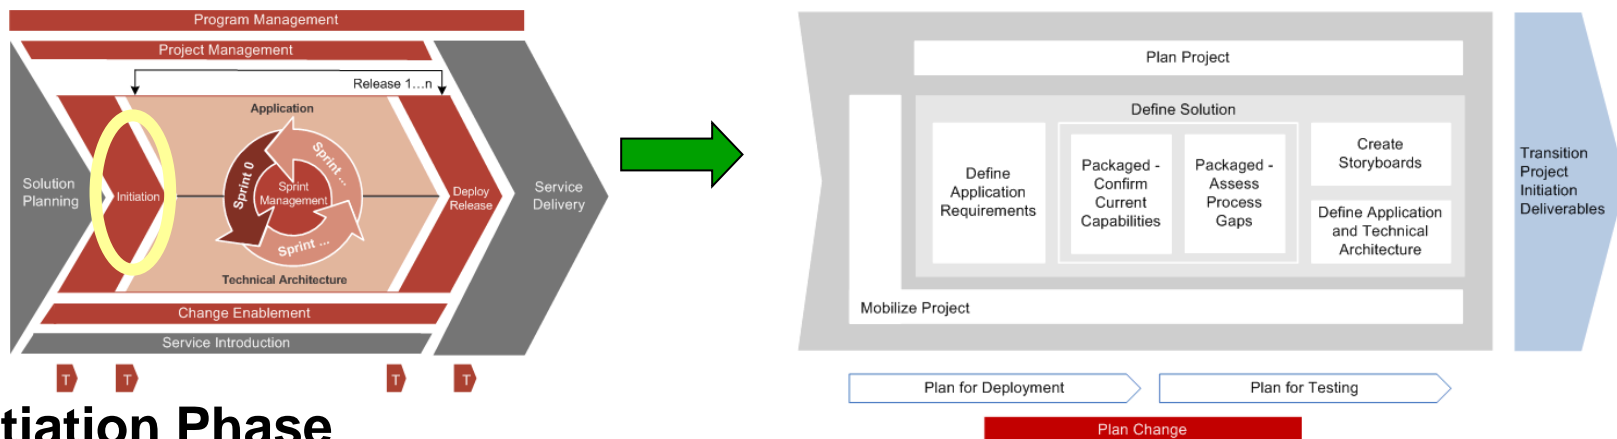 Program Management
Project Management
Release 1...n
Application
Solution
Planning
Initiation
Sprint 0
Sprint ...
Sprint
Management
Sprint ...
Deploy
Release
Service
Delivery
Technical Architecture
Change Enablement
Service Introduction
T
T
T
T
tiation Phase
Plan Project
Define Solution
Define
Application
Requirements
Packaged -
Confirm
Current
Capabilities
Packaged -
Assess
Process
Gaps
Create
Storyboards
Define Application
and Technical
Architecture
Mobilize Project
Transition
Project
Initiation
Deliverables
Plan for Deployment
Plan for Testing
Plan Change